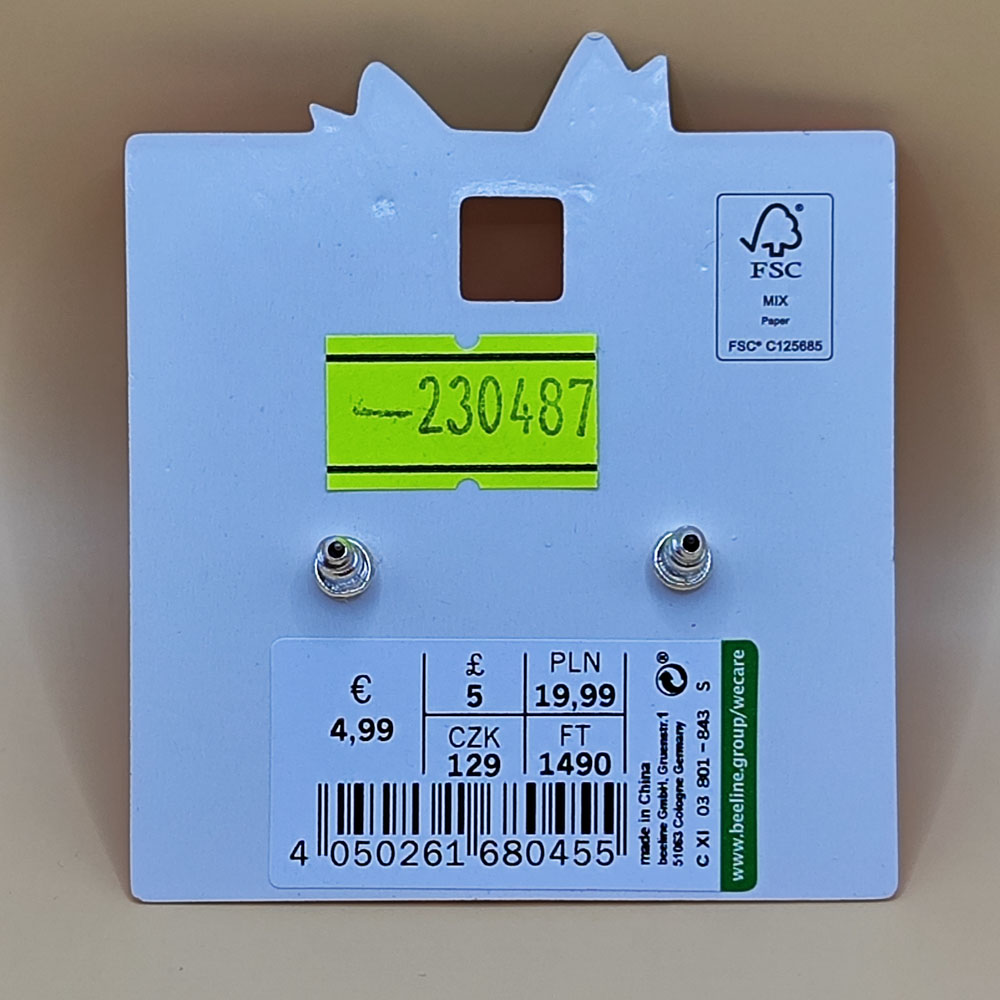 FSC®
MIX
Paper
FSC® C125685
—230487
€
4,99
£
5
PLN
19,99
CZK
129
FT
1490
4 050261 680455
made in China
beeline GmbH, Gruenstr.1
51063 Cologne Germany
C XI 03 801 - 843 S
www.beeline.group/wecare